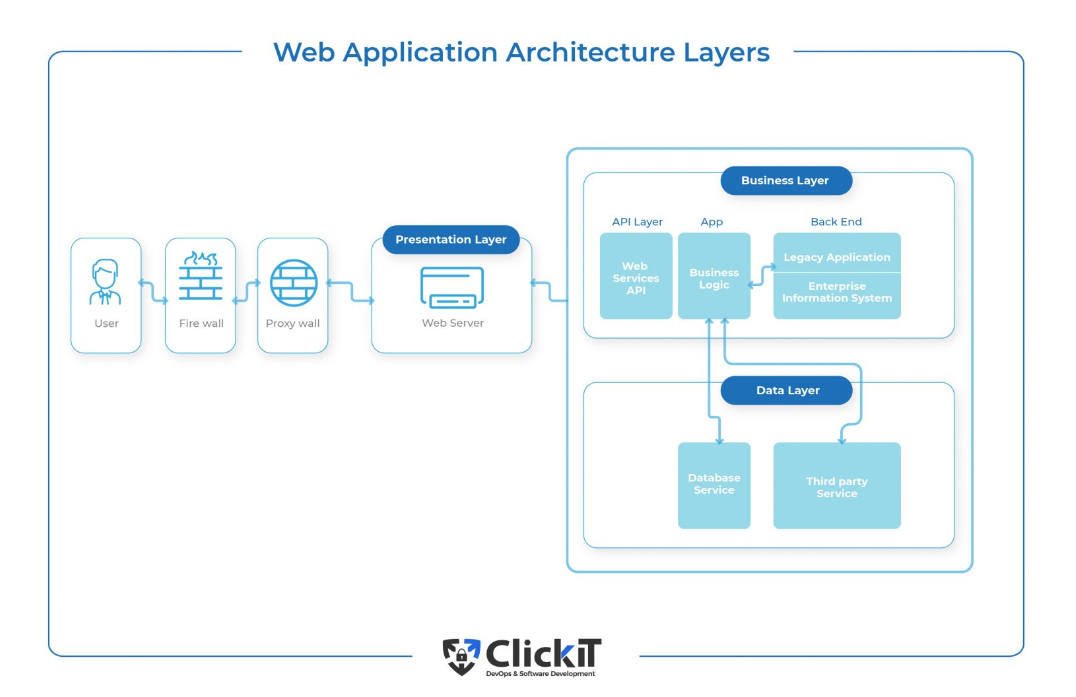 Web Application Architecture Layers
Business Layer
API Layer
App
Back End
Presentation Layer
Web
Services
API
Business
Logic
Legacy Application
Enterprise
Information System
User
Fire wall
Proxy wall
Web Server
Data Layer
Database
Service
Third party
Service
ClickIT
DevOps & Software Development